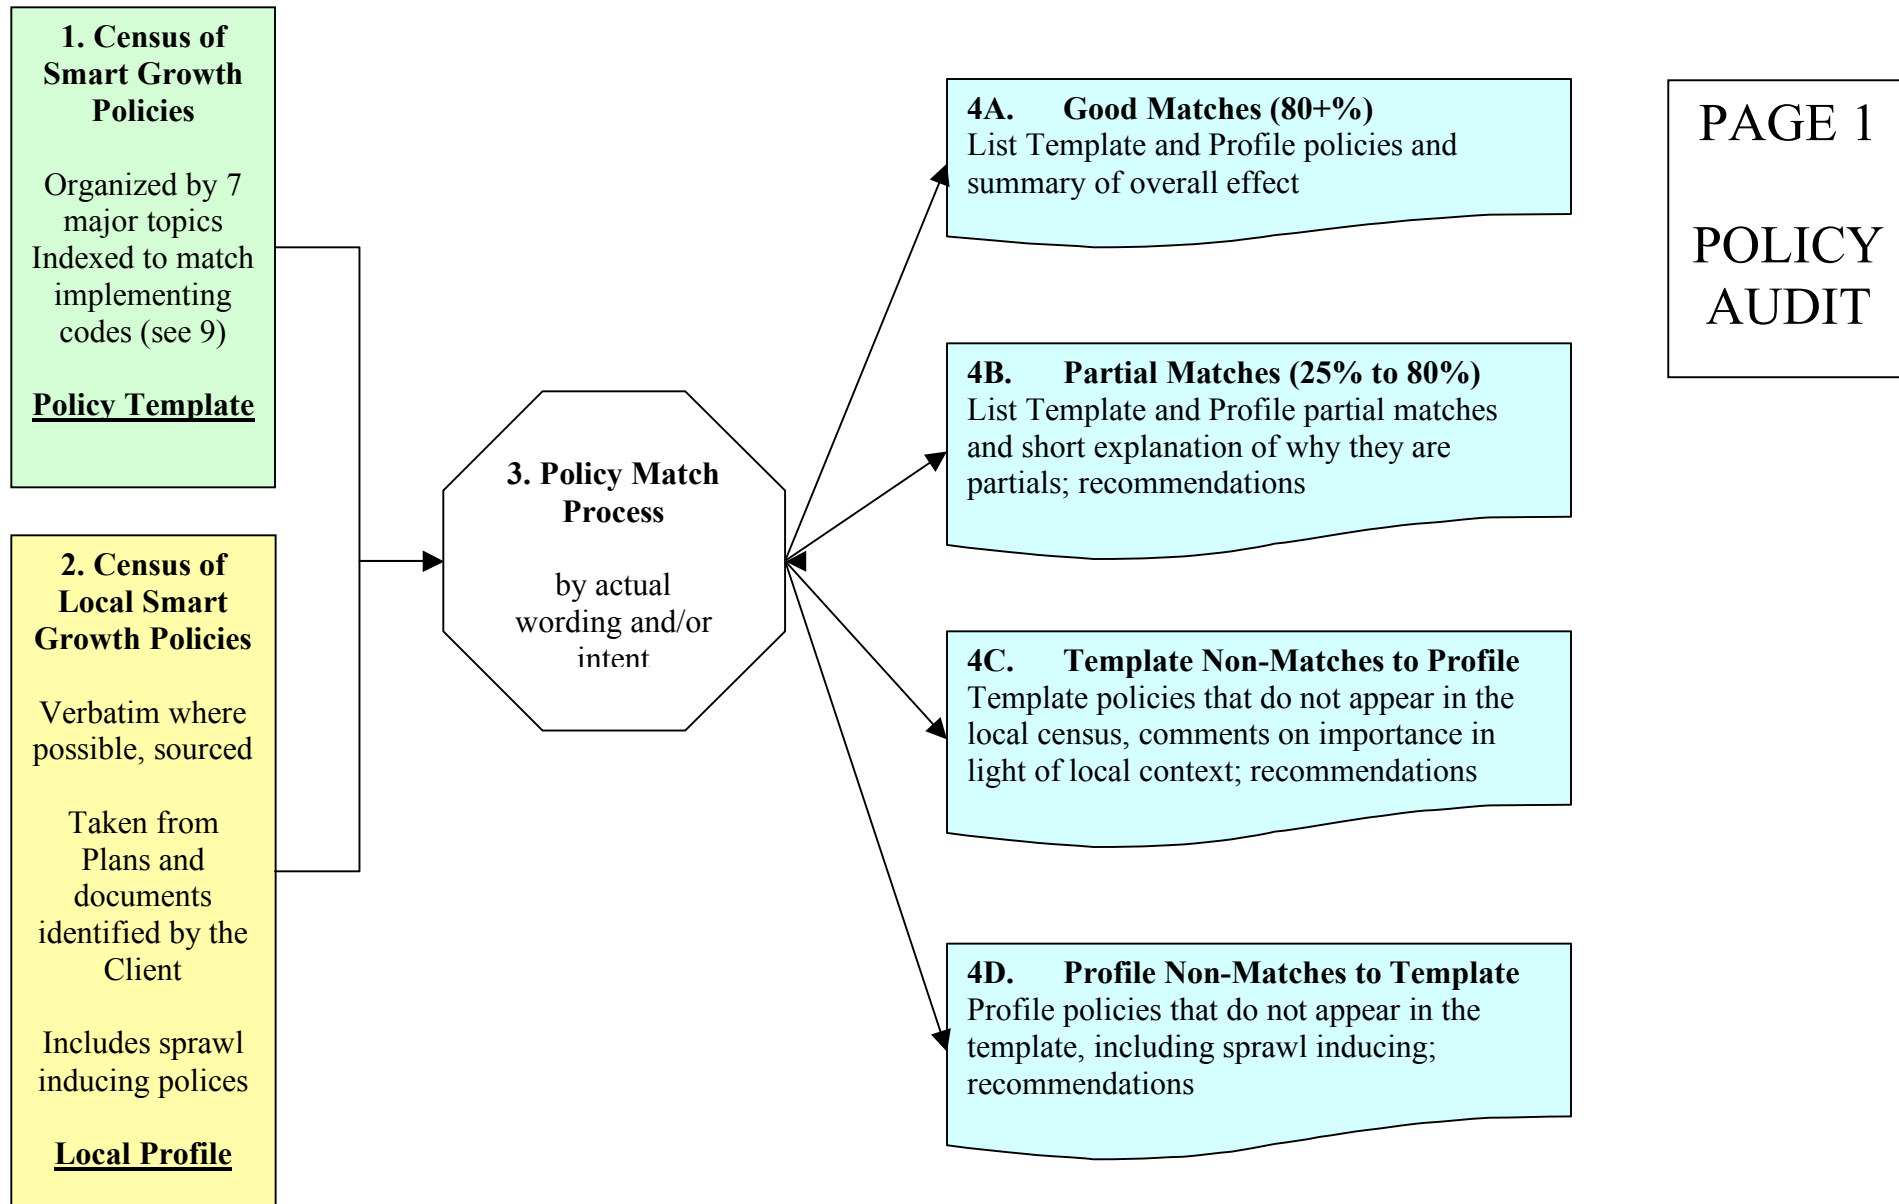 1. Census of
Smart Growth
Policies
Organized by 7
major topics
Indexed to match
implementing
codes (see 9)
Policy Template
2. Census of
Local Smart
Growth Policies
Verbatim where
possible, sourced
Taken from
Plans and
documents
identified by the
Client
Includes sprawl
inducing polices
Local Profile
3. Policy Match
Process
by actual
wording and/or
intent
4A. Good Matches (80+%)
List Template and Profile policies and
summary of overall effect
4B. Partial Matches (25% to 80%)
List Template and Profile partial matches
and short explanation of why they are
partials; recommendations
4C. Template Non-Matches to Profile
Template policies that do not appear in the
local census, comments on importance in
light of local context; recommendations
4D. Profile Non-Matches to Template
Profile policies that do not appear in the
template, including sprawl inducing;
recommendations
PAGE 1
POLICY
AUDIT